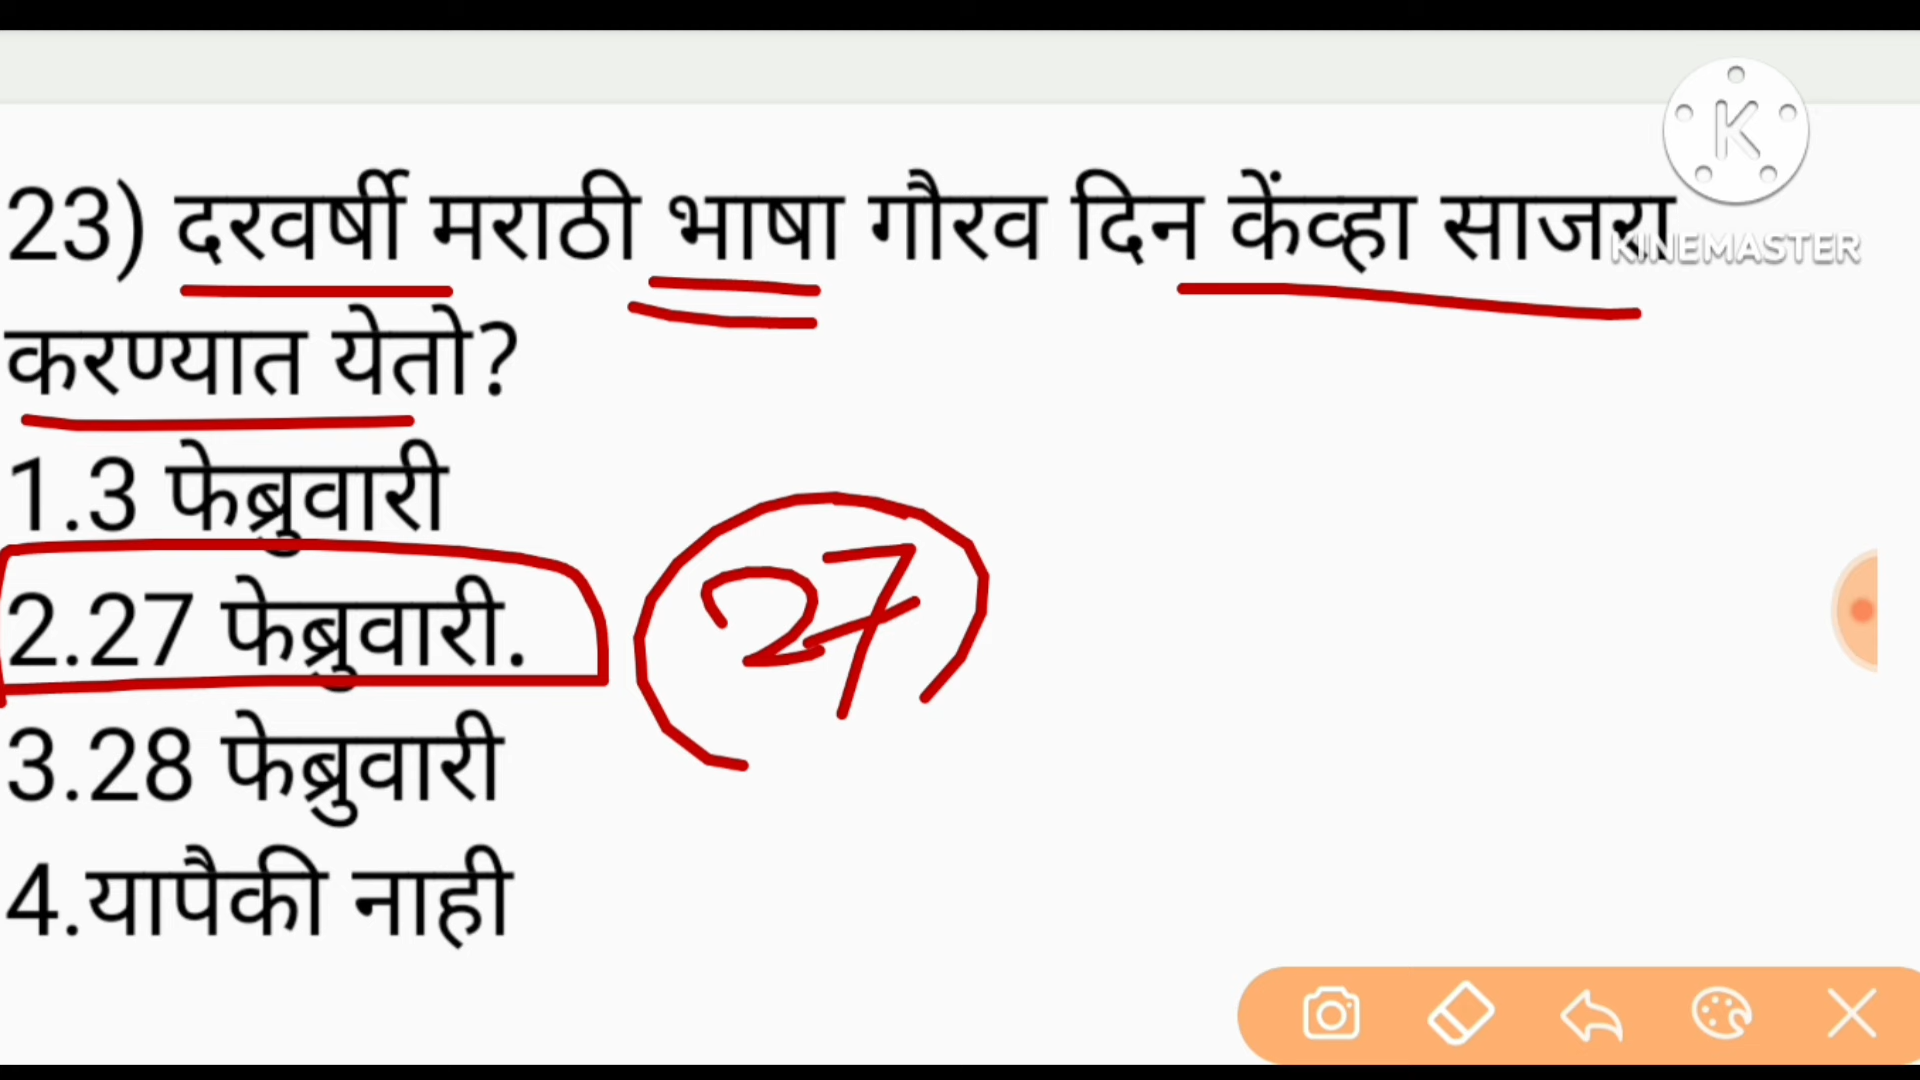 23) दरवर्षी मराठी भाषा गौरव दिन केंव्हा साजरा
करण्यात येतो?
1.3 फेब्रुवारी
2.27 फेब्रुवारी.
3.28 फेब्रुवारी
4.यापैकी नाही
27
K
KINEMASTER